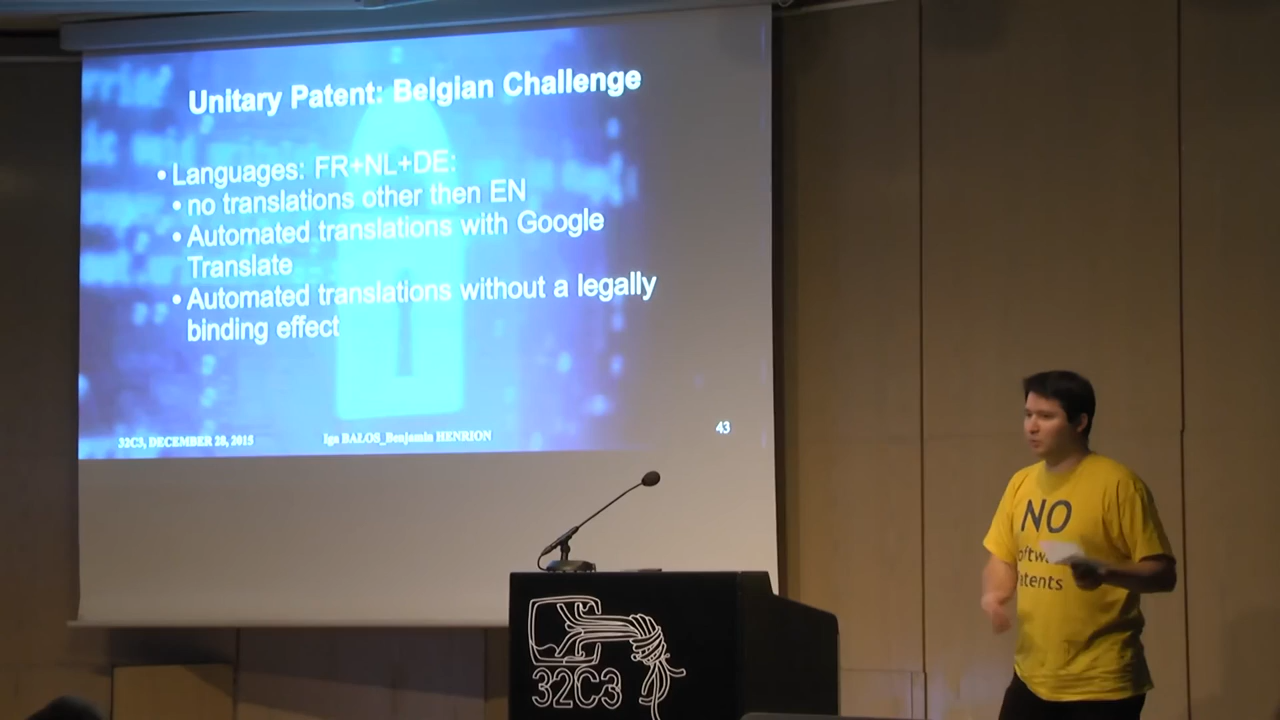 Unitary Patent: Belgian Challenge
• Languages: FR+NL+DE:
• no translations other then EN
• Automated translations with Google
Translate
• Automated translations without a legally
binding effect
32C3, DECEMBER 28, 2015
Iga BAŁOS_Benjamin HENRION
43
NO
atents
32C3